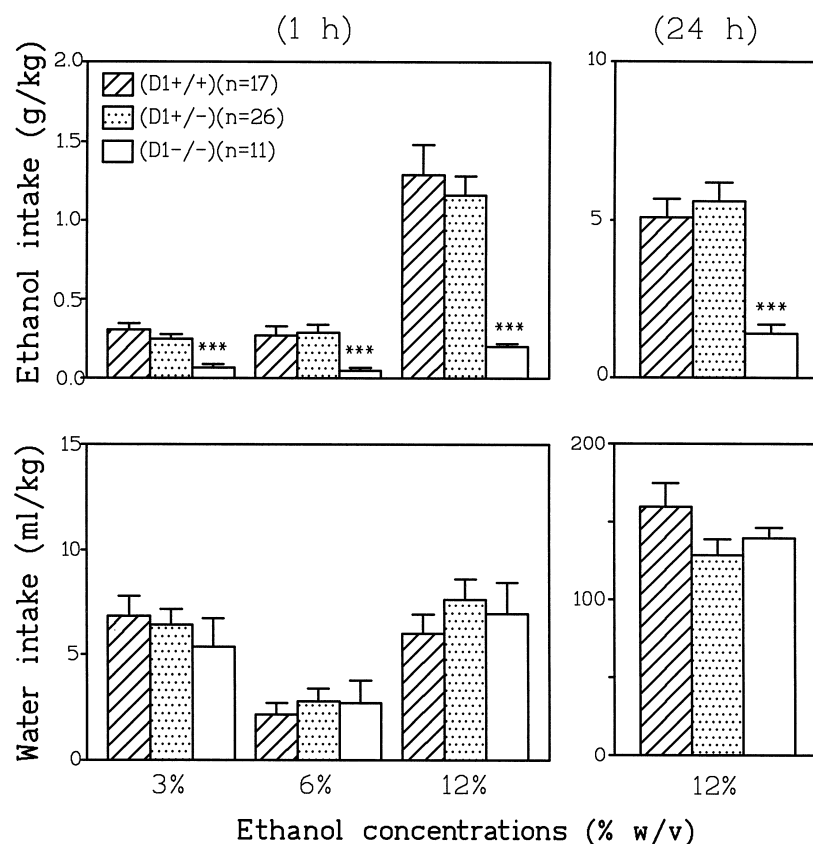 (1 h)
(24 h)
Ethanol intake (g/kg)
2.0
1.5
1.0
0.5
0.0
(D1+/+)(n=17)
(D1+/-)(n=26)
(D1-/-)(n=11)
***
***
***
10
5
0
***
Water intake (ml/kg)
15
10
5
0
200
100
0
3%
6%
12%
12%
Ethanol concentrations (% w/v)